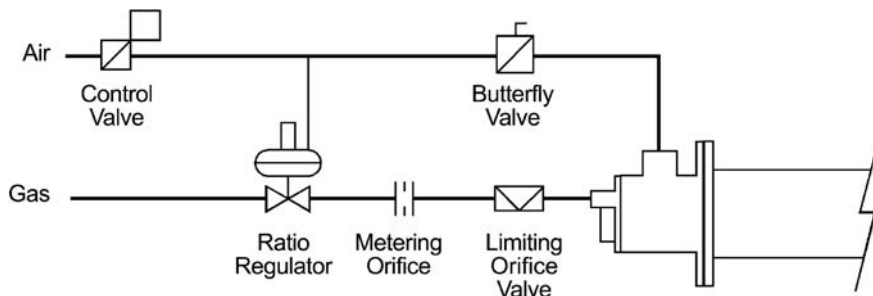 Air
Control
Valve
Butterfly
Valve
Gas
Ratio
Regulator
Metering
Orifice
Limiting
Orifice
Valve